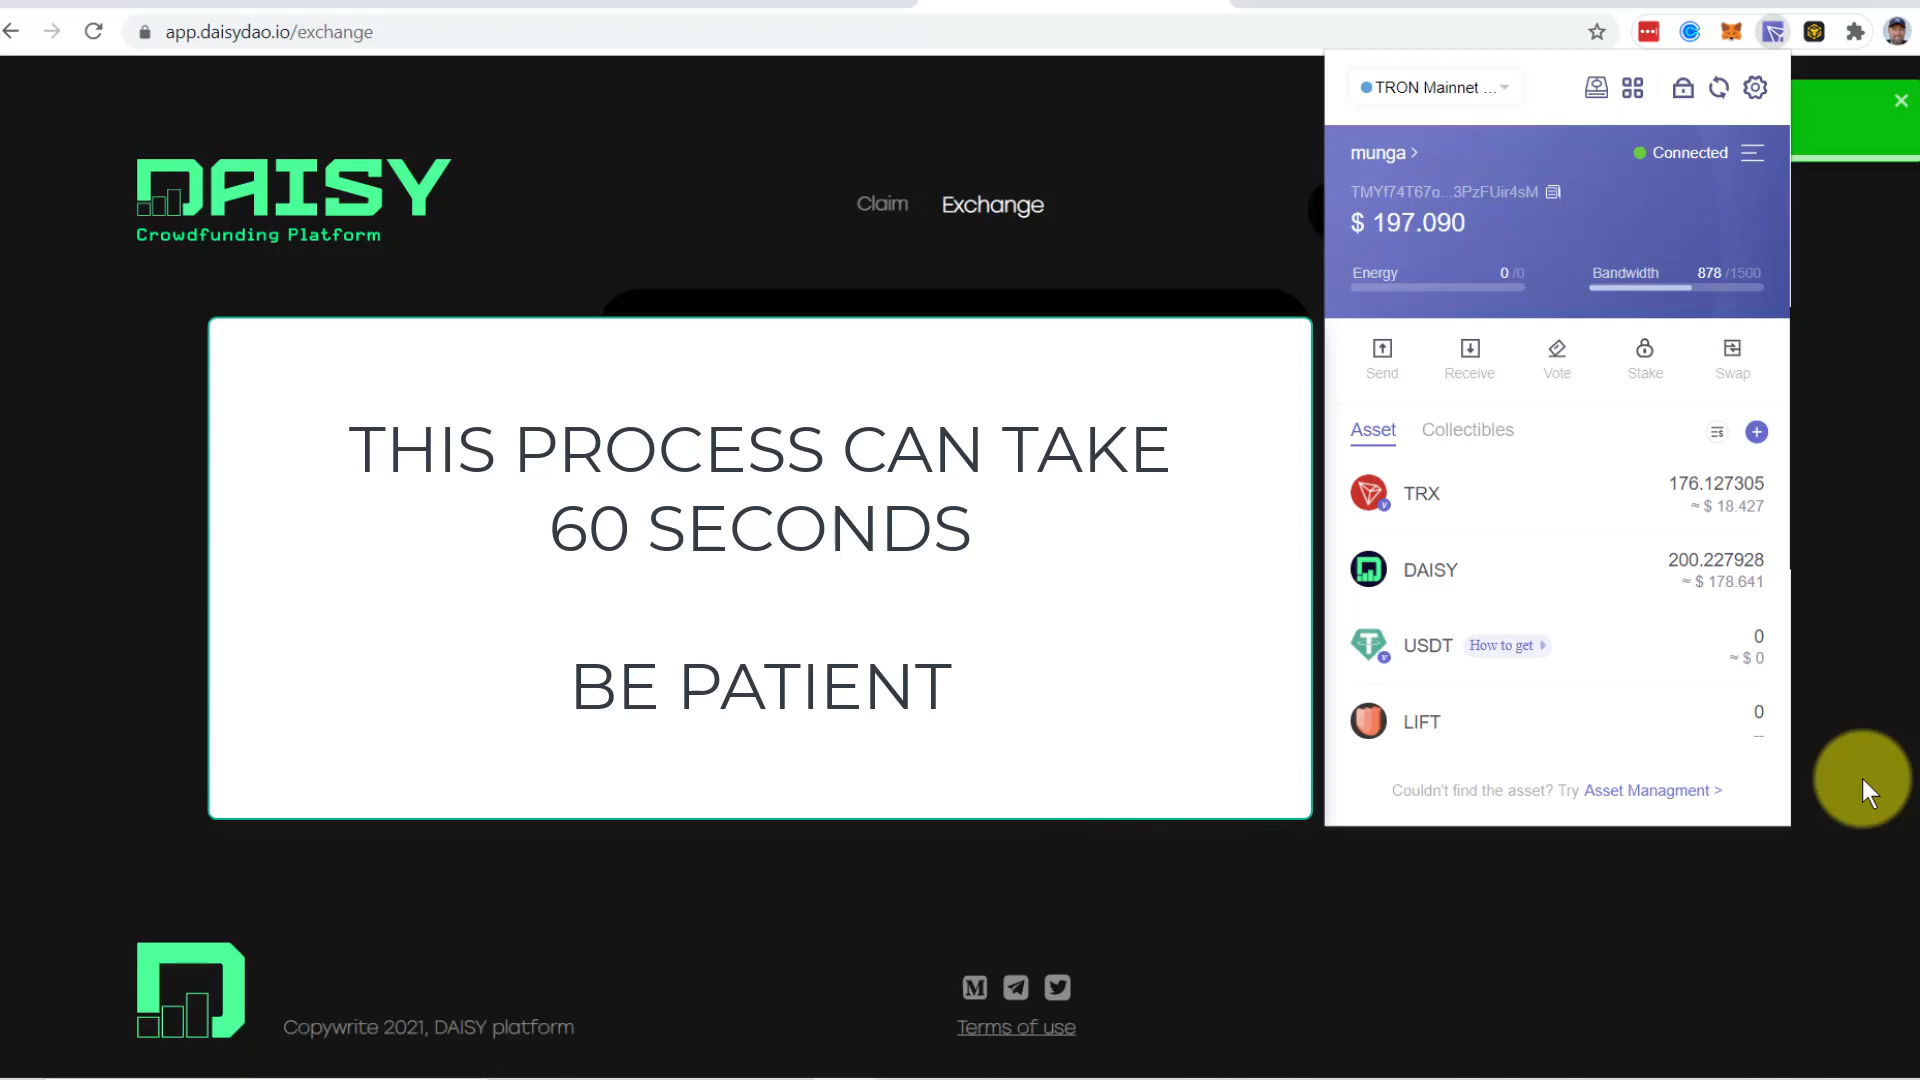 app.daisydao.io/exchange
DAISY
Crowdfunding Platform
Claim
Exchange
THIS PROCESS CAN TAKE
60 SECONDS
BE PATIENT
TRON Mainnet ...
munga >
Connected
TMYf74T67o...3PzFUir4sM
$ 197.090
Energy 0 /0
Bandwidth 878 /1500
Send
Receive
Vote
Stake
Swap
Asset
Collectibles
TRX
176.127305
≈ $ 18.427
DAISY
200.227928
≈ $ 178.641
USDT
How to get
0
≈ $ 0
LIFT
0
--
Couldn't find the asset? Try Asset Managment >
Copywrite 2021, DAISY platform
Terms of use